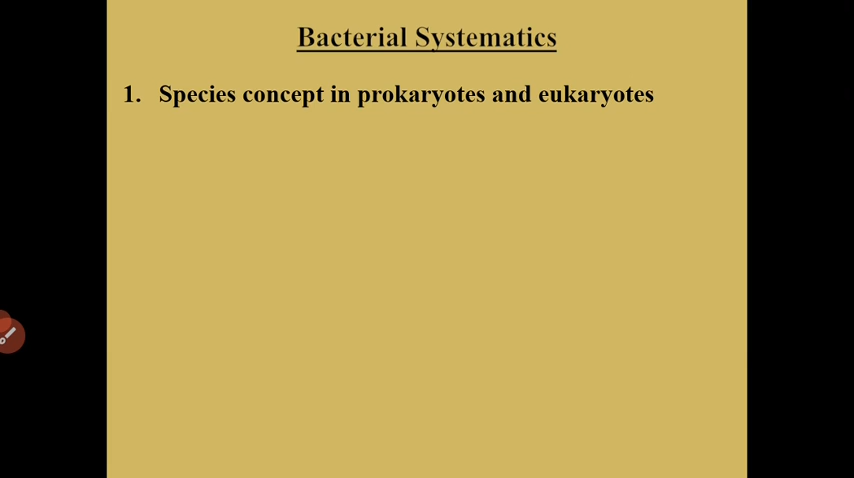 Bacterial Systematics
1. Species concept in prokaryotes and eukaryotes